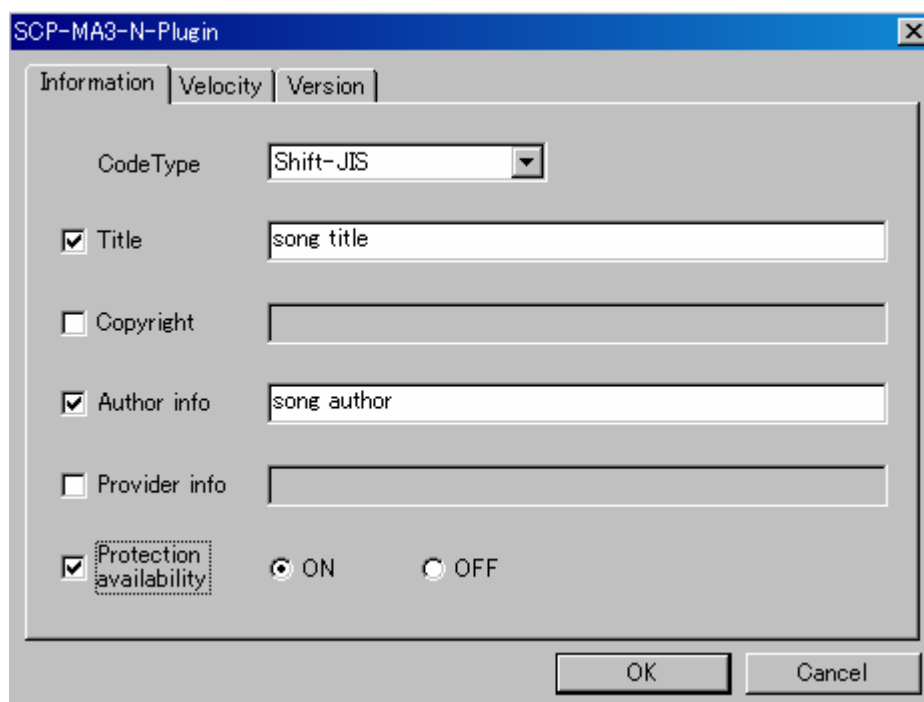 SCP-MA3-N-Plugin
Information Velocity Version
CodeType Shift-JIS
Title song title
Copyright
Author info song author
Provider info
Protection
availability ON OFF
OK Cancel